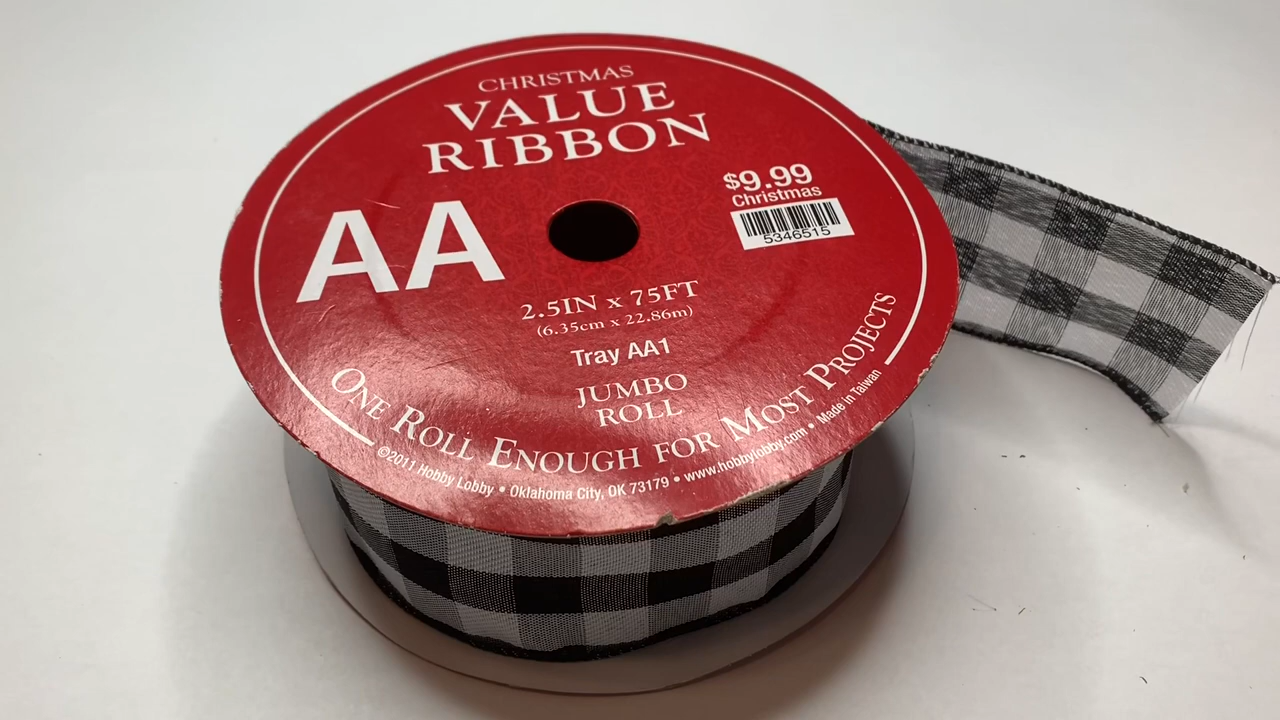 CHRISTMAS
VALUE
RIBBON
AA
$9.99
Christmas
5346515
2.5IN x 75FT
(6.35cm x 22.86m)
Tray AA1
JUMBO
ROLL
ONE ROLL ENOUGH FOR MOST PROJECTS
©2011 Hobby Lobby • Oklahoma City, OK 73179 • www.hobbylobby.com • Made in Taiwan